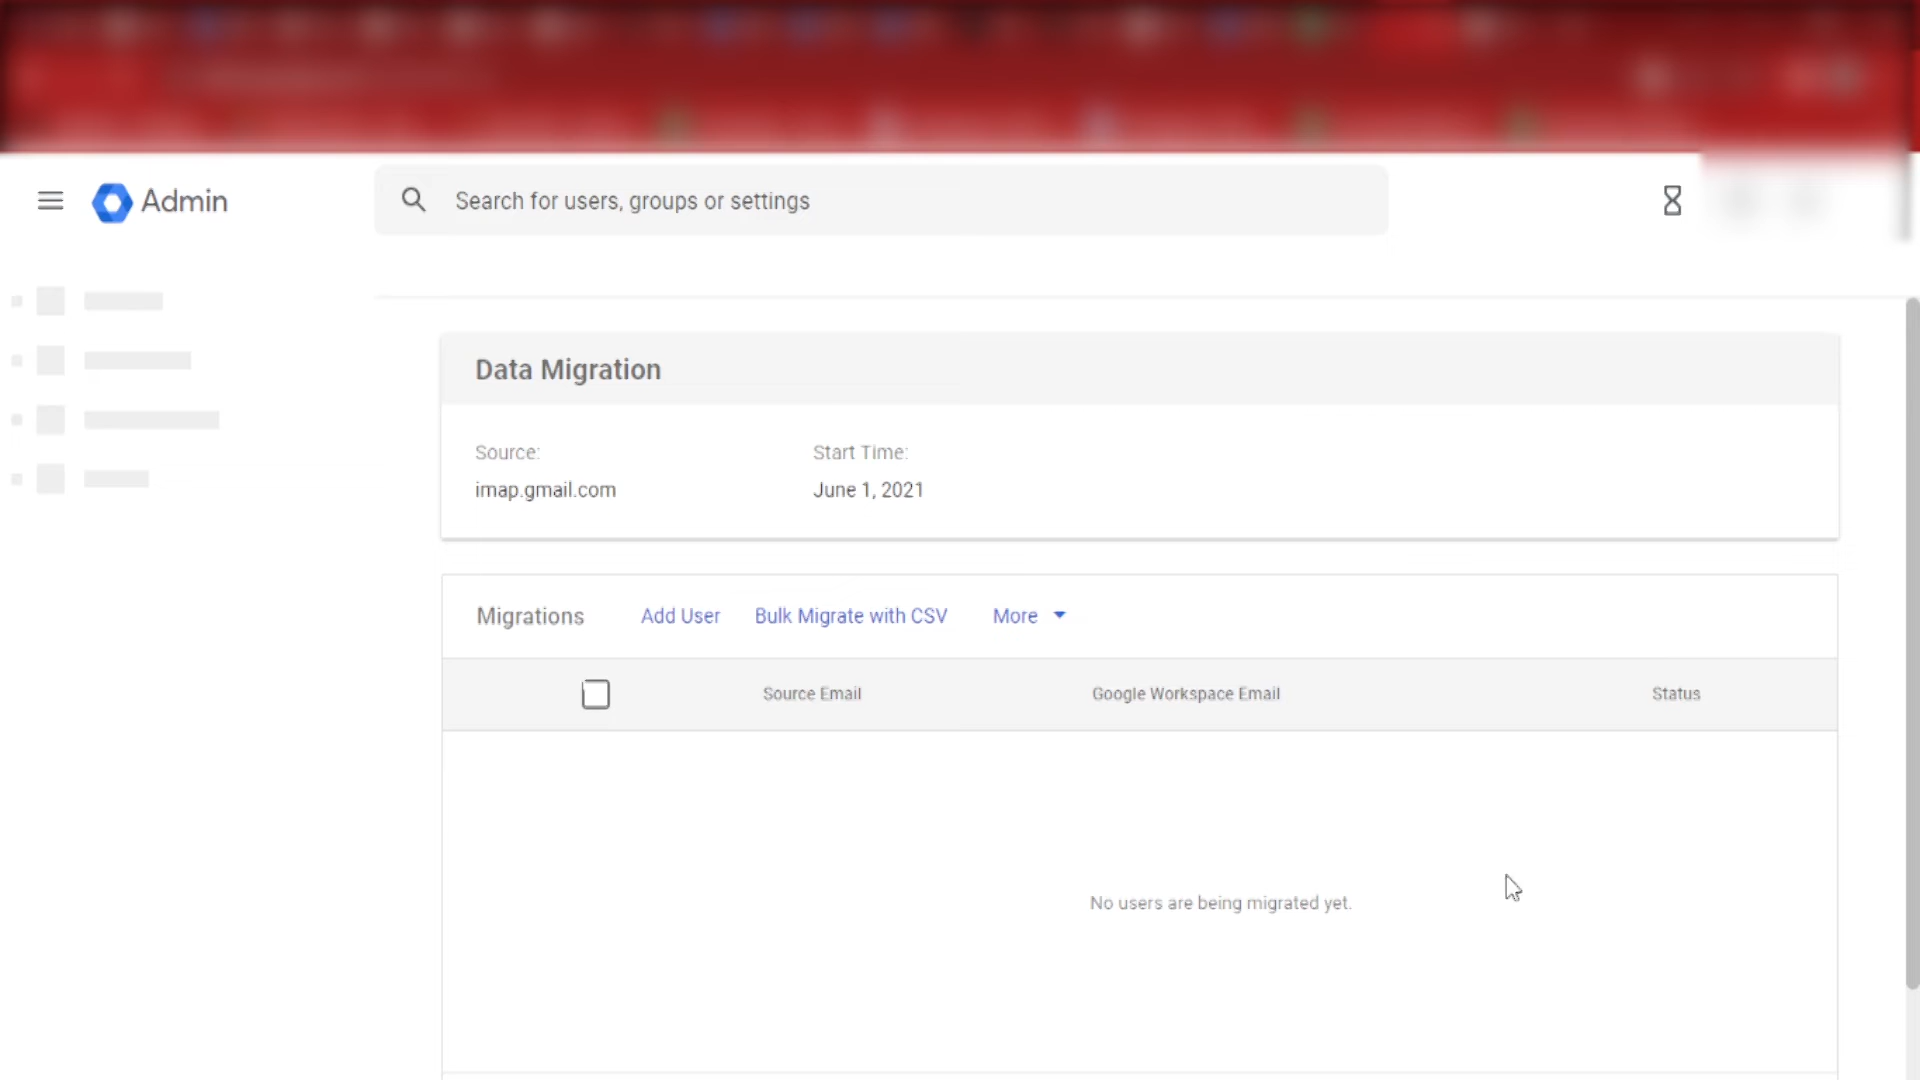 Admin
Search for users, groups or settings
Data Migration
Source:
Start Time:
imap.gmail.com
June 1, 2021
Migrations
Add User
Bulk Migrate with CSV
More
Source Email
Google Workspace Email
Status
No users are being migrated yet.